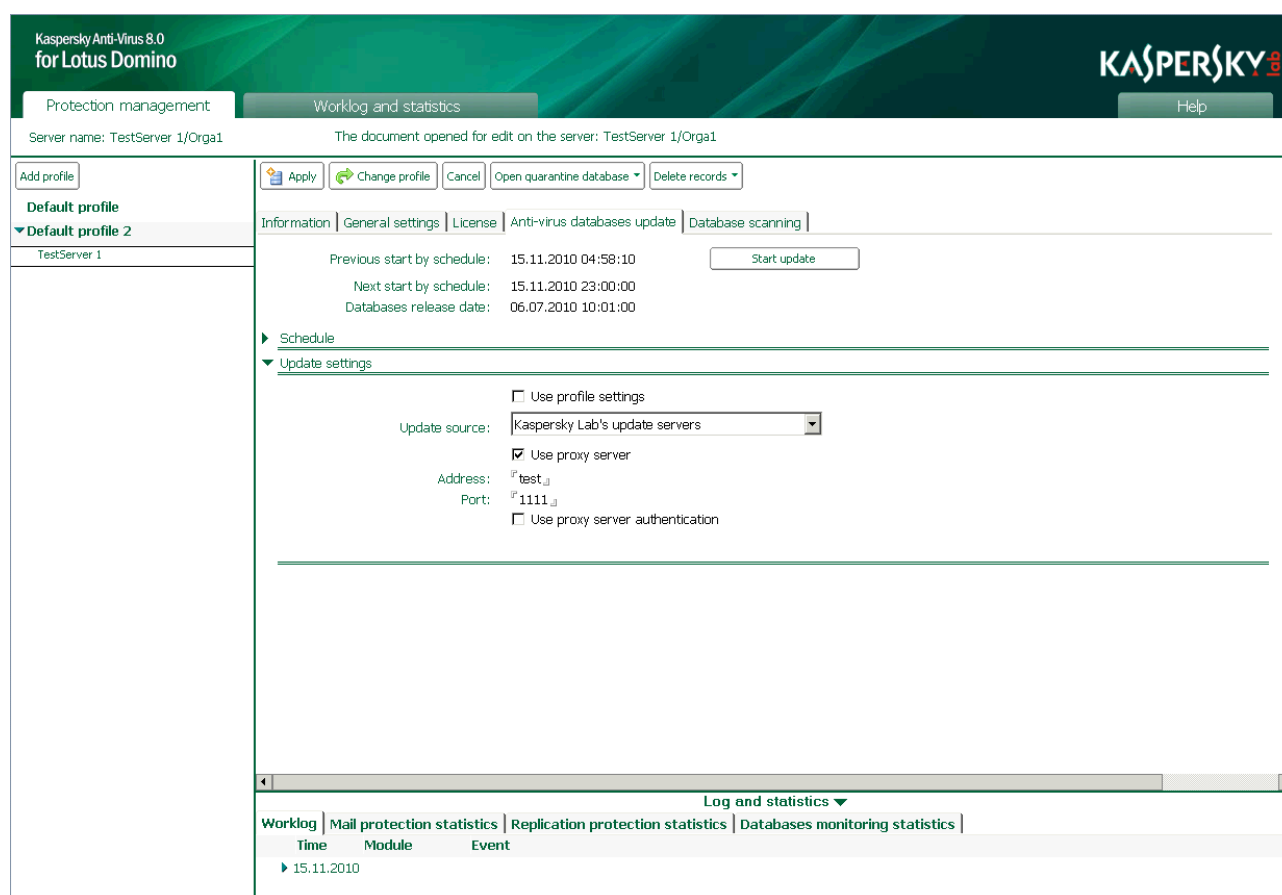 Kaspersky Anti-Virus 8.0
for Lotus Domino
KASPERSKY lab
Protection management
Worklog and statistics
Help
Server name: TestServer 1/Orga1
The document opened for edit on the server: TestServer 1/Orga1
Add profile
Apply
Change profile
Cancel
Open quarantine database
Delete records
Default profile
Default profile 2
TestServer 1
Information
General settings
License
Anti-virus databases update
Database scanning
Previous start by schedule: 15.11.2010 04:58:10
Start update
Next start by schedule: 15.11.2010 23:00:00
Databases release date: 06.07.2010 10:01:00
Schedule
Update settings
Use profile settings
Update source: Kaspersky Lab's update servers
Use proxy server
Address: test
Port: 1111
Use proxy server authentication
Log and statistics
Worklog
Mail protection statistics
Replication protection statistics
Databases monitoring statistics
Time Module Event
15.11.2010